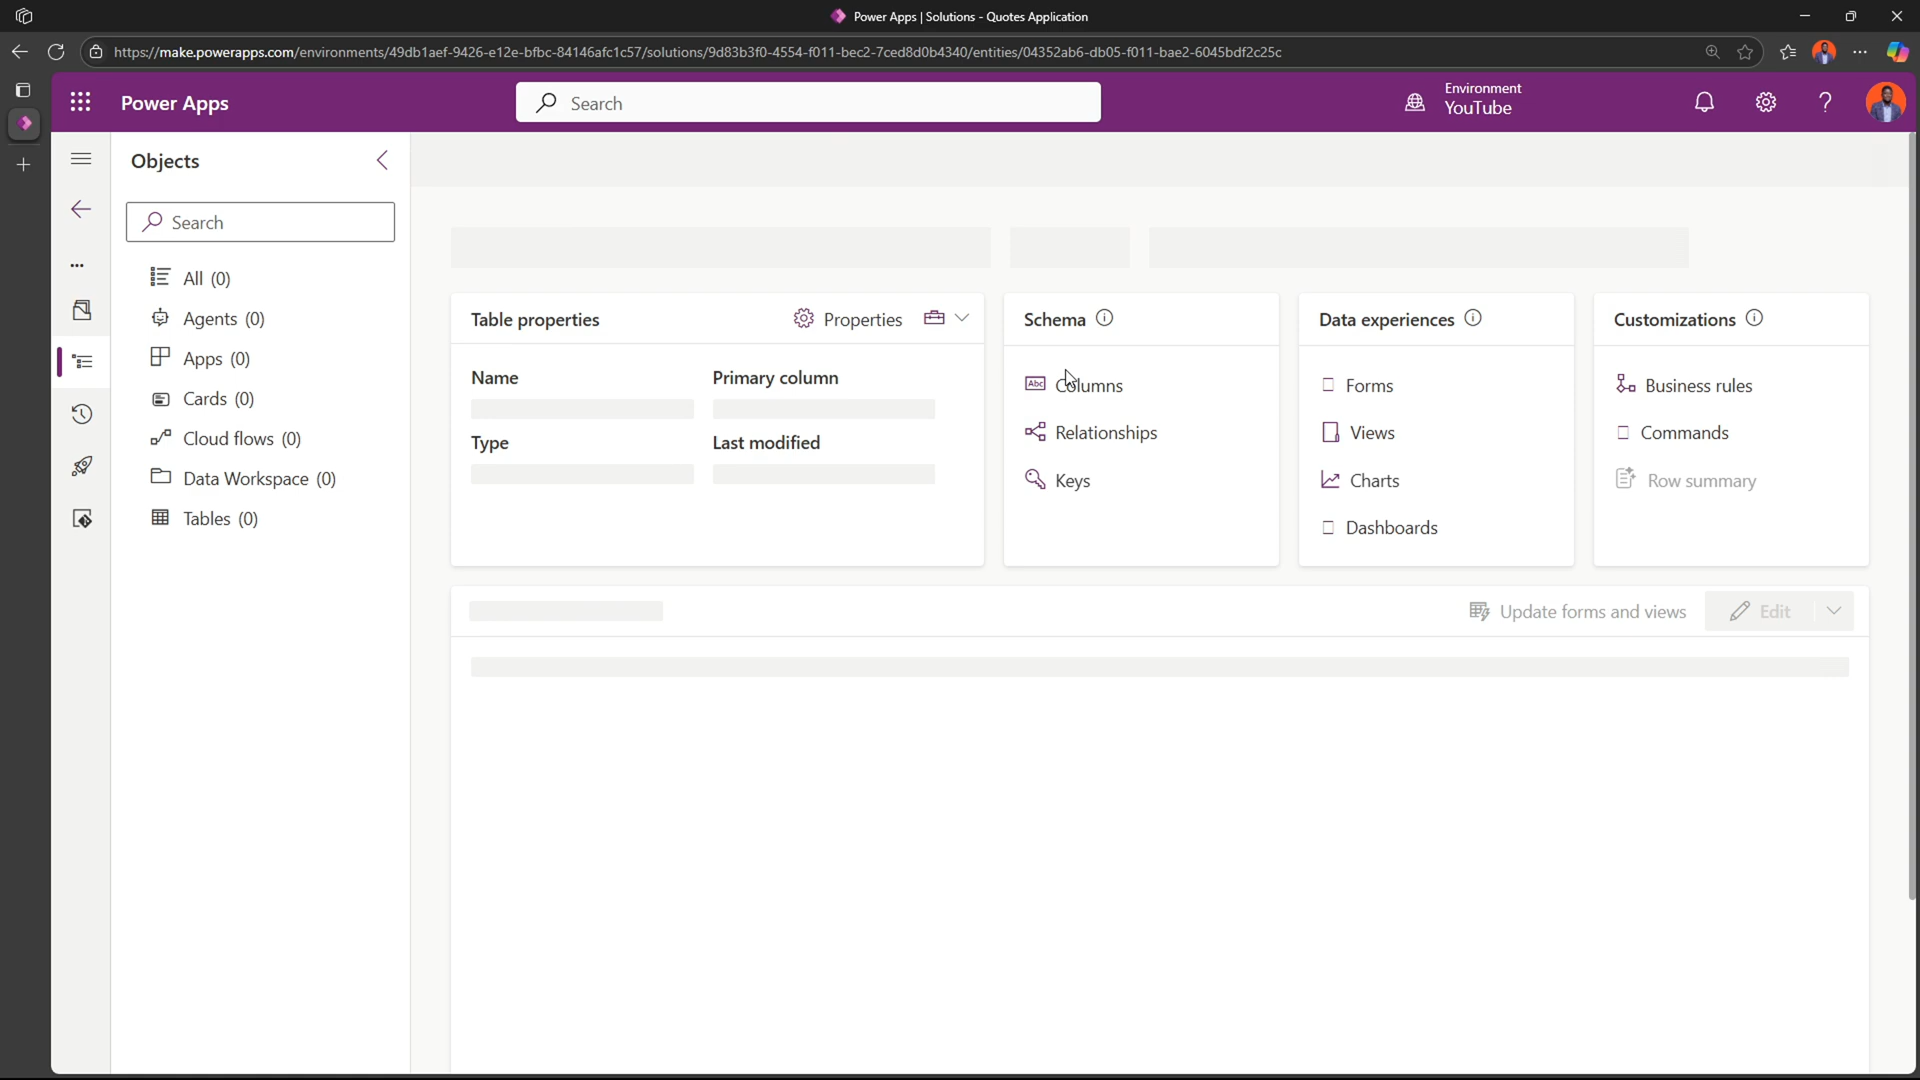 Power Apps | Solutions - Quotes Application
https://make.powerapps.com/environments/49db1aef-9426-e12e-bfbc-84146afc1c57/solutions/9d83b3f0-4554-f011-bec2-7ced8d0b4340/entities/04352ab6-db05-f011-bae2-6045bdf2c25c
Power Apps
Search
Environment
YouTube
Objects
Search
All (0)
Agents (0)
Apps (0)
Cards (0)
Cloud flows (0)
Data Workspace (0)
Tables (0)
Table properties
Properties
Name
Primary column
Type
Last modified
Schema
Abc Columns
Relationships
Keys
Data experiences
Forms
Views
Charts
Dashboards
Customizations
Business rules
Commands
Row summary
Update forms and views
Edit